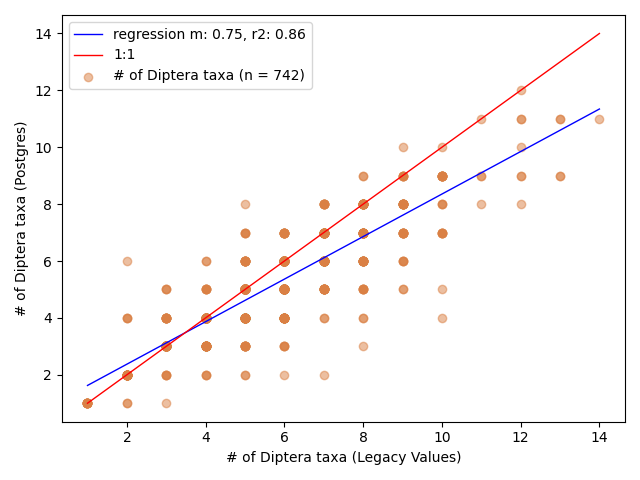 regression m: 0.75, r2: 0.86
1:1
# of Diptera taxa (n = 742)
# of Diptera taxa (Postgres)
14
12
10
8
6
4
2
2 4 6 8 10 12 14
# of Diptera taxa (Legacy Values)